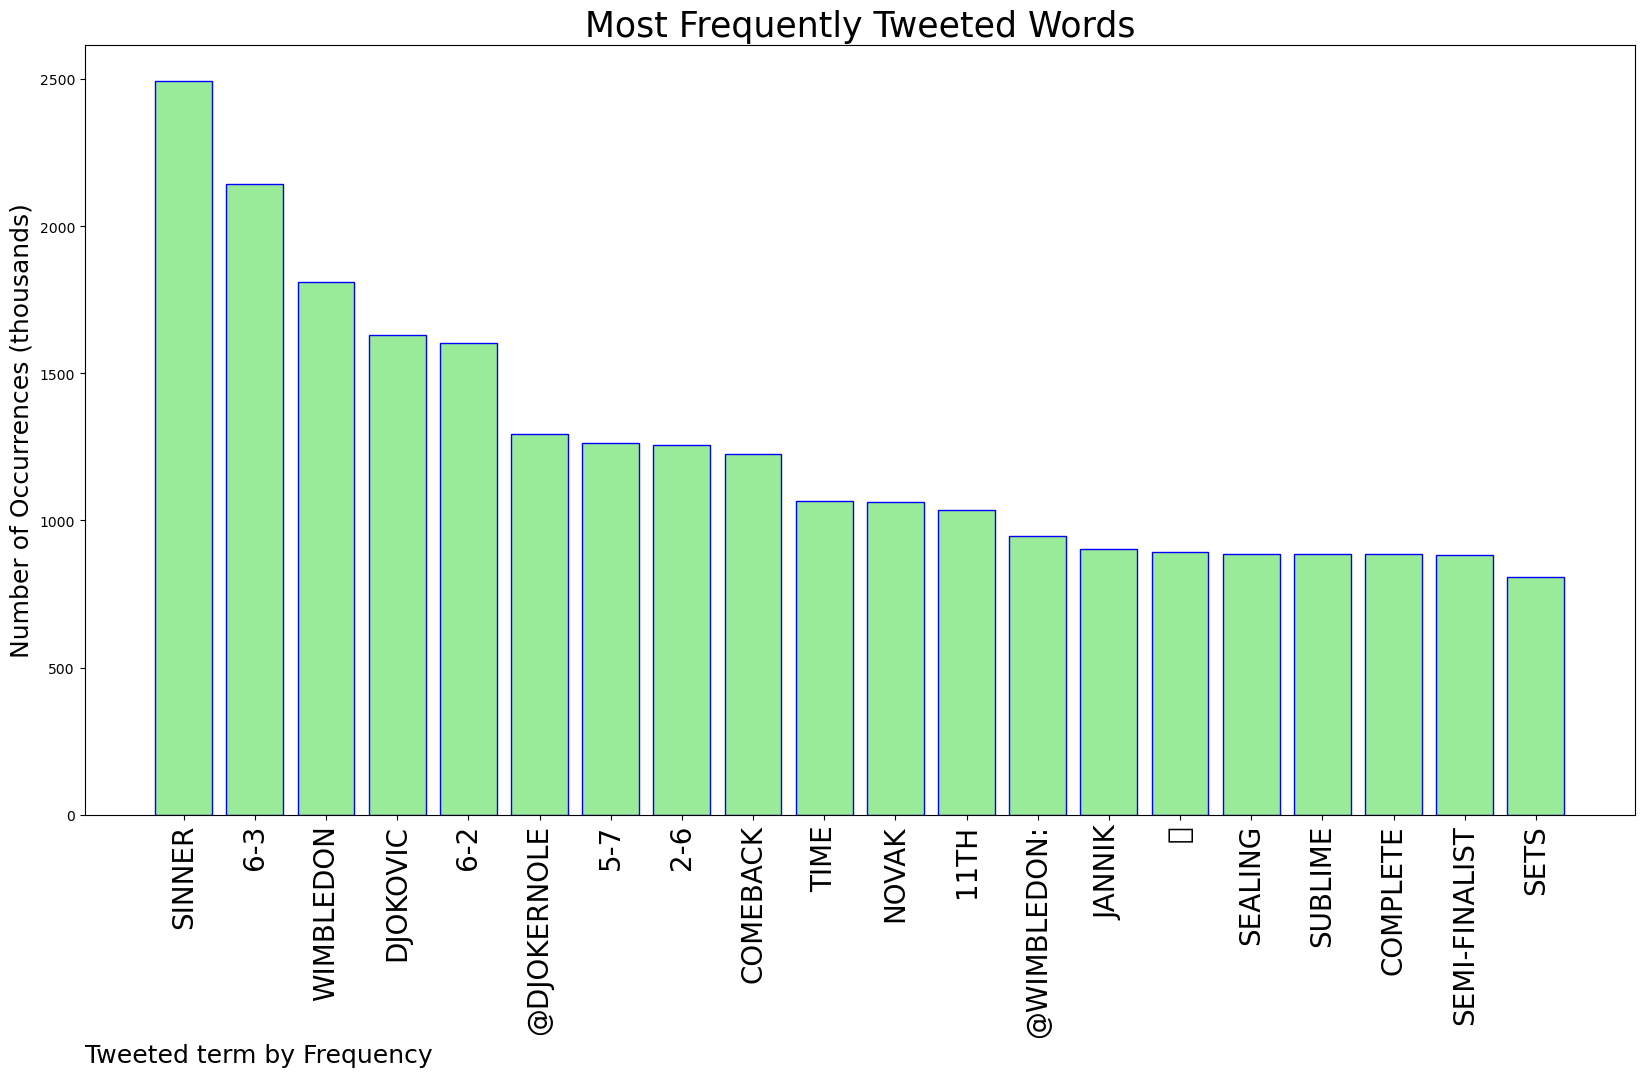 Most Frequently Tweeted Words
Number of Occurrences (thousands)
2500
2000
1500
1000
500
0
SINNER
6-3
WIMBLEDON
DJOKOVIC
6-2
@DJOKERNOLE
5-7
2-6
COMEBACK
TIME
NOVAK
11TH
@WIMBLEDON:
JANNIK
▯
SEALING
SUBLIME
COMPLETE
SEMI-FINALIST
SETS
Tweeted term by Frequency